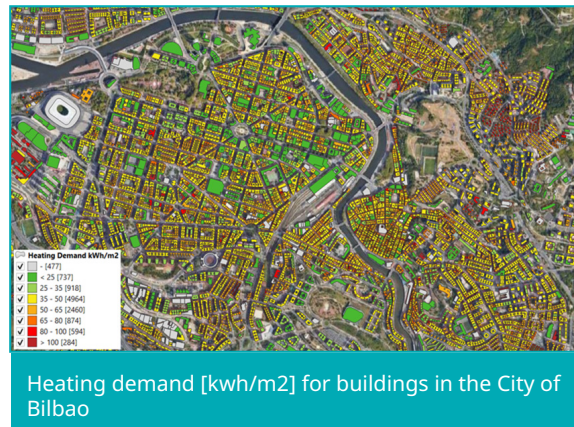 Heating Demand kWh/m2
- [477]
< 25 [737]
25 - 35 [918]
35 - 50 [4964]
50 - 65 [2460]
65 - 80 [874]
80 - 100 [594]
> 100 [284]
Heating demand [kwh/m2] for buildings in the City of
Bilbao